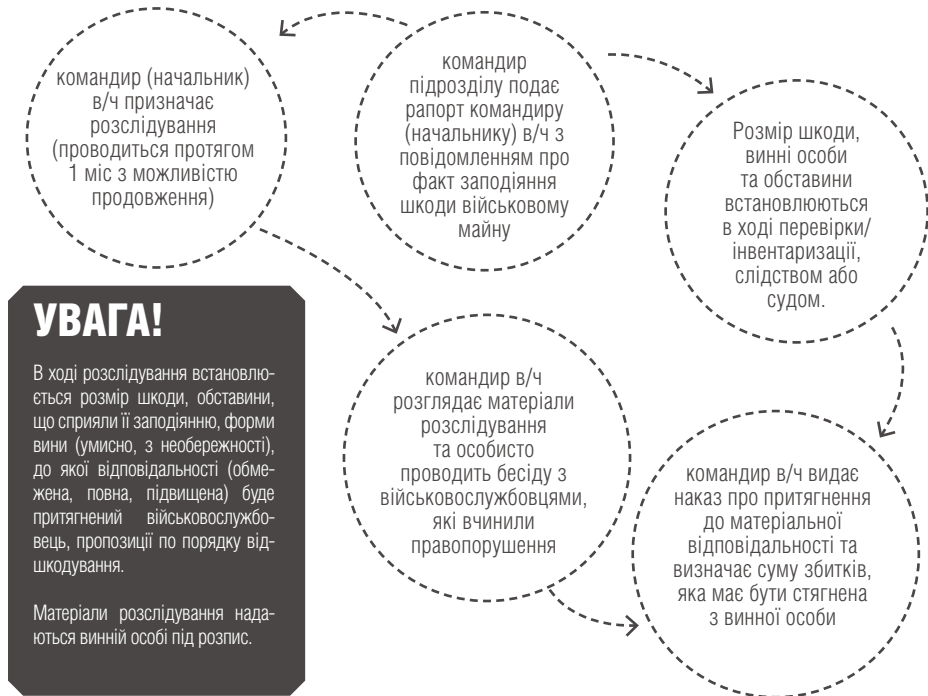 командир (начальник)
в/ч призначає
розслідування
(проводиться протягом
1 міс з можливістю
продовження)
командир
підрозділу подає
рапорт командиру
(начальнику) в/ч з
повідомленням про
факт заподіяння
шкоди військовому
майну
Розмір шкоди,
винні особи
та обставини
встановлюються
в ході перевірки/
інвентаризації,
слідством або
судом.
УВАГА!
В ході розслідування встановлю-
ється розмір шкоди, обставини,
що сприяли її заподіянню, форми
вини (умисно, з необережності),
до якої відповідальності (обме-
жена, повна, підвищена) буде
притягнений військовослужбо-
вець, пропозиції по порядку від-
шкодування.
Матеріали розслідування нада-
ються винній особі під розпис.
командир в/ч
розглядає матеріали
розслідування
та особисто
проводить бесіду з
військовослужбовцями,
які вчинили
правопорушення
командир в/ч видає
наказ про притягнення
до матеріальної
відповідальності та
визначає суму збитків,
яка має бути стягнена
з винної особи